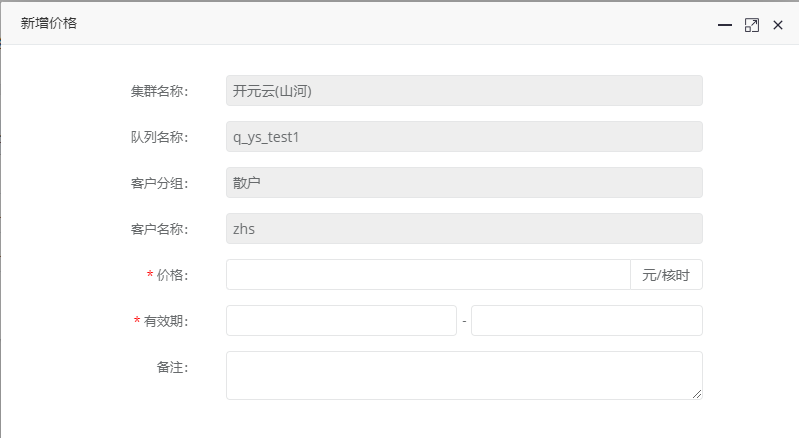 新增价格
集群名称： 开元云(山河)
队列名称： q_ys_test1
客户分组： 散户
客户名称： zhs
* 价格： 元/核时
* 有效期： -
备注：